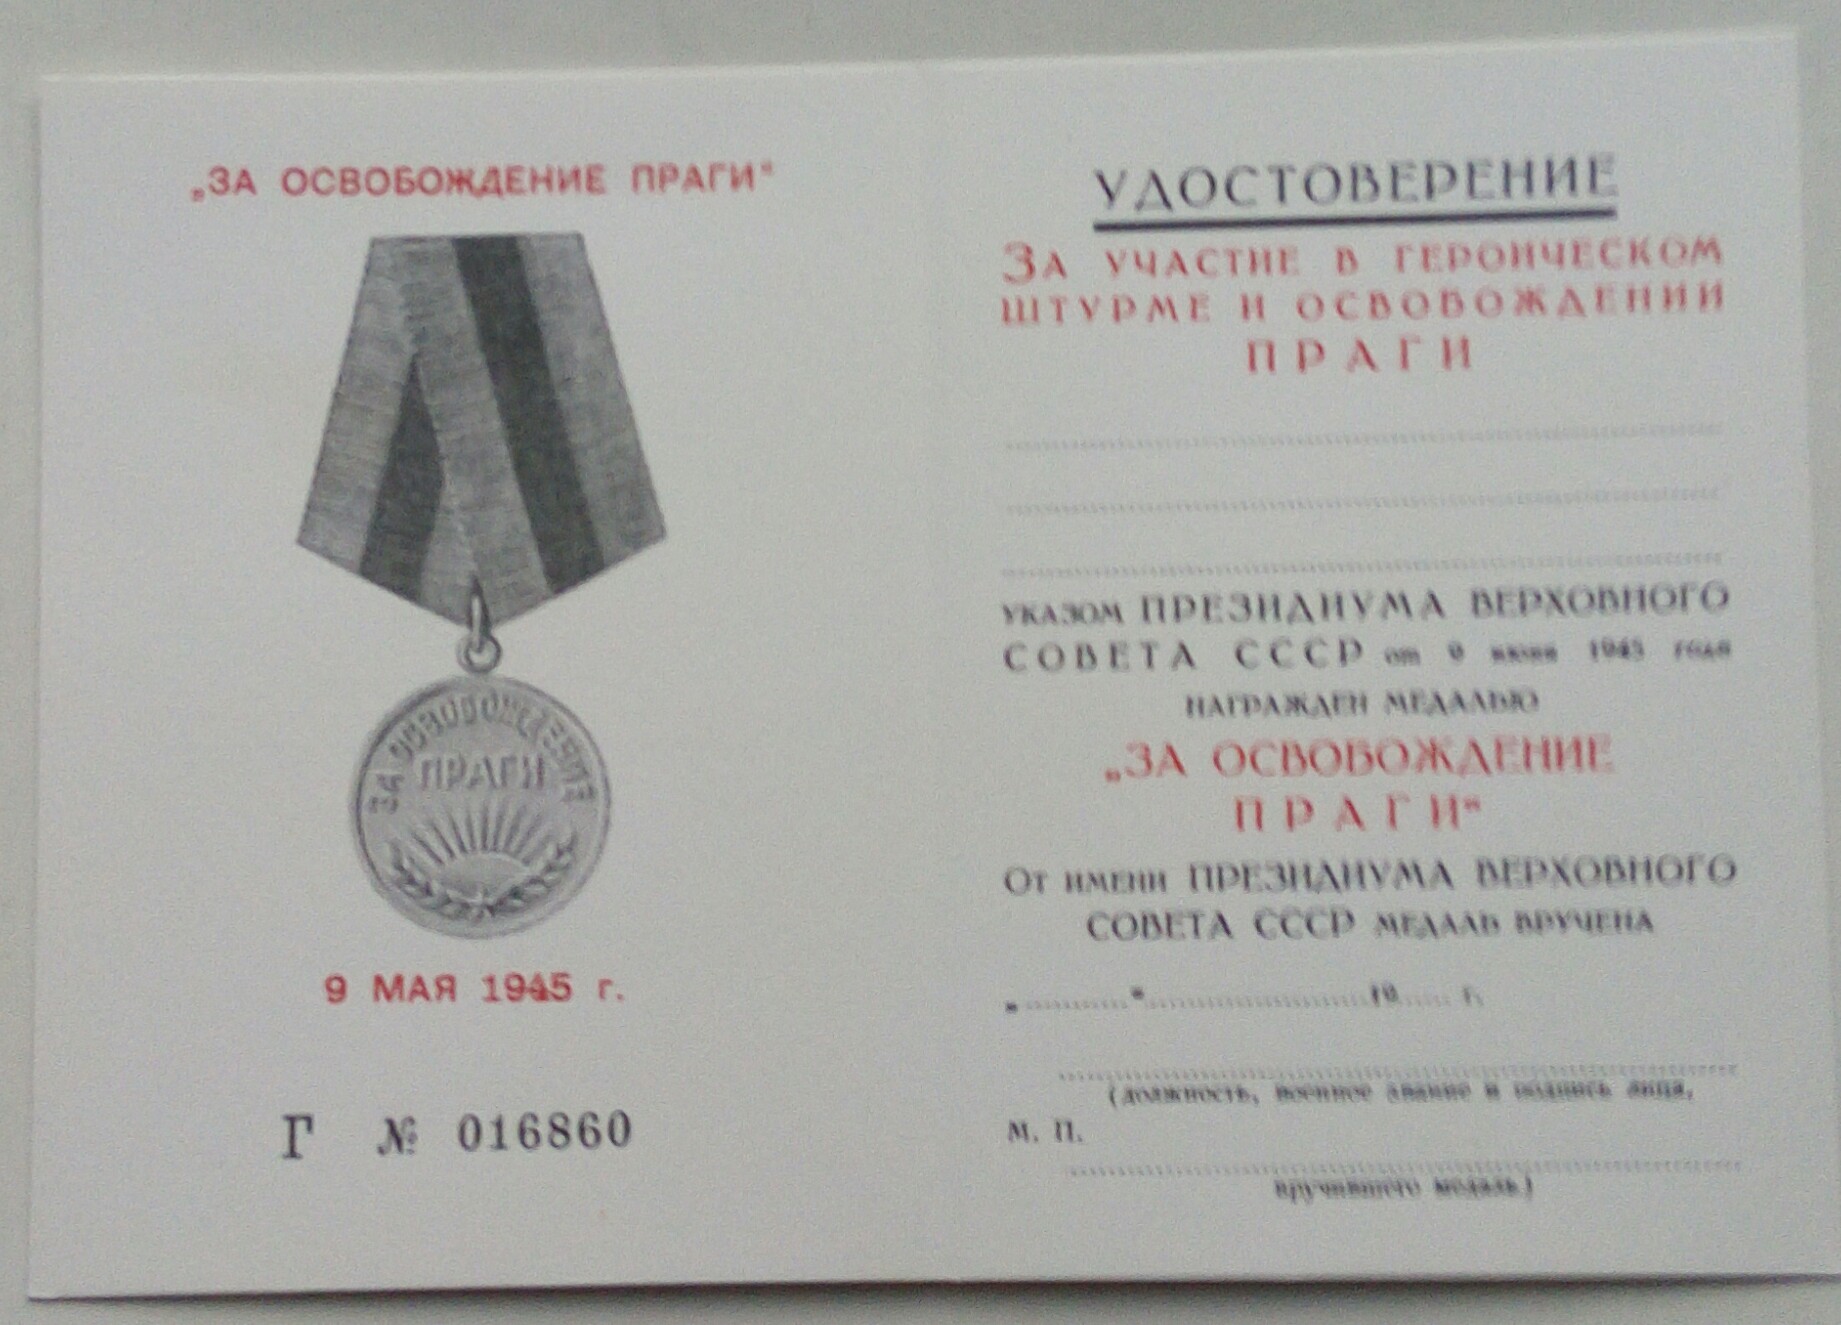 „ЗА ОСВОБОЖДЕНИЕ ПРАГИ“
ЗА ОСВОБОЖДЕНИЕ
ПРАГИ
9 МАЯ 1945 г.
Г № 016860
УДОСТОВЕРЕНИЕ
ЗА УЧАСТИЕ В ГЕРОИЧЕСКОМ
ШТУРМЕ И ОСВОБОЖДЕНИИ
ПРАГИ
УКАЗОМ ПРЕЗИДИУМА ВЕРХОВНОГО
СОВЕТА СССР от 9 июня 1945 года
НАГРАЖДЕН МЕДАЛЬЮ
„ЗА ОСВОБОЖДЕНИЕ
ПРАГИ“
ОТ ИМЕНИ ПРЕЗИДИУМА ВЕРХОВНОГО
СОВЕТА СССР МЕДАЛЬ ВРУЧЕНА
„..........“....................19...... г.
(должность, военное звание и подпись лица,
М. П.
вручившего медаль)